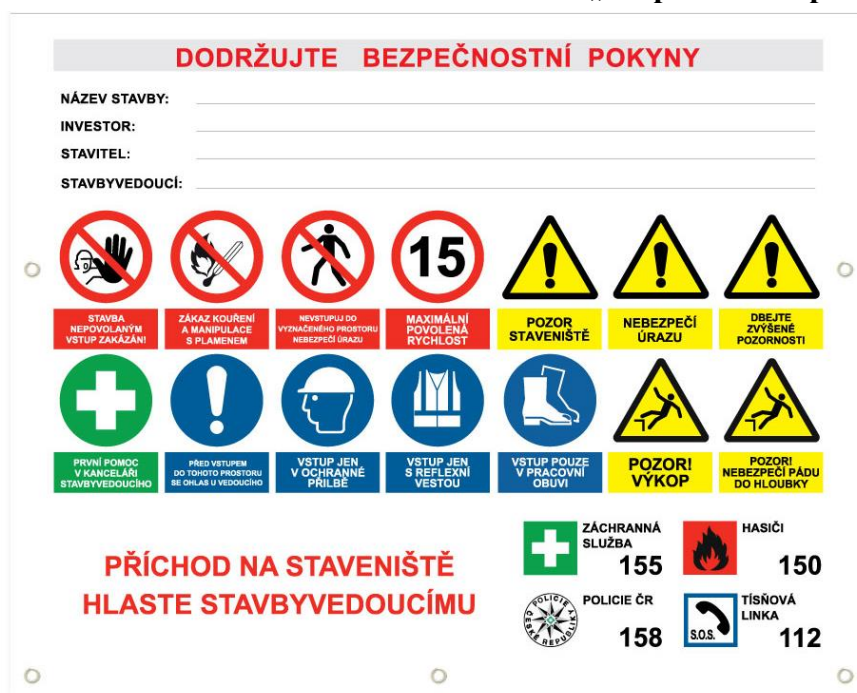 DODRŽUJTE BEZPEČNOSTNÍ POKYNY
NÁZEV STAVBY:
INVESTOR:
STAVITEL:
STAVBYVEDOUCÍ:
15
STAVBA
NEPOVOLANÝM
VSTUP ZAKÁZÁN!
ZÁKAZ KOUŘENÍ
A MANIPULACE
S PLAMENEM
NEVSTUPUJ DO
VYZNAČENÉHO PROSTORU
NEBEZPEČÍ ÚRAZU
MAXIMÁLNÍ
POVOLENÁ
RYCHLOST
POZOR
STAVENIŠTĚ
NEBEZPEČÍ
ÚRAZU
DBEJTE
ZVÝŠENÉ
POZORNOSTI
PRVNÍ POMOC
V KANCELÁŘI
STAVBYVEDOUCÍHO
PŘED VSTUPEM
DO TOHOTO PROSTORU
SE OHLAS U VEDOUCÍHO
VSTUP JEN
V OCHRANNÉ
PŘILBĚ
VSTUP JEN
S REFLEXNÍ
VESTOU
VSTUP POUZE
V PRACOVNÍ
OBUVI
POZOR!
VÝKOP
POZOR!
NEBEZPEČÍ PÁDU
DO HLOUBKY
PŘÍCHOD NA STAVENIŠTĚ
HLASTE STAVBYVEDOUCÍMU
ZÁCHRANNÁ
SLUŽBA
155
HASIČI
150
POLICIE
ČESKÉ REPUBLIKY
POLICIE ČR
158
S.O.S.
TÍSŇOVÁ
LINKA
112